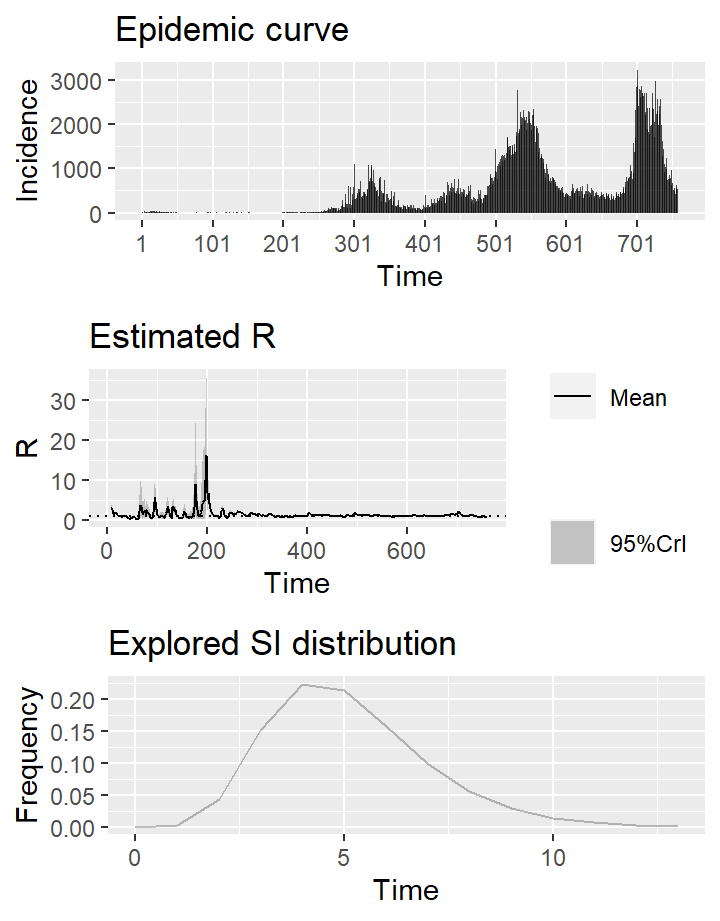 Epidemic curve
3000
2000
1000
0
Incidence
1 101 201 301 401 501 601 701
Time
Estimated R
30
20
10
0
R
0 200 400 600
Time
Mean
95%CrI
Explored SI distribution
0.20
0.15
0.10
0.05
0.00
Frequency
0 5 10
Time